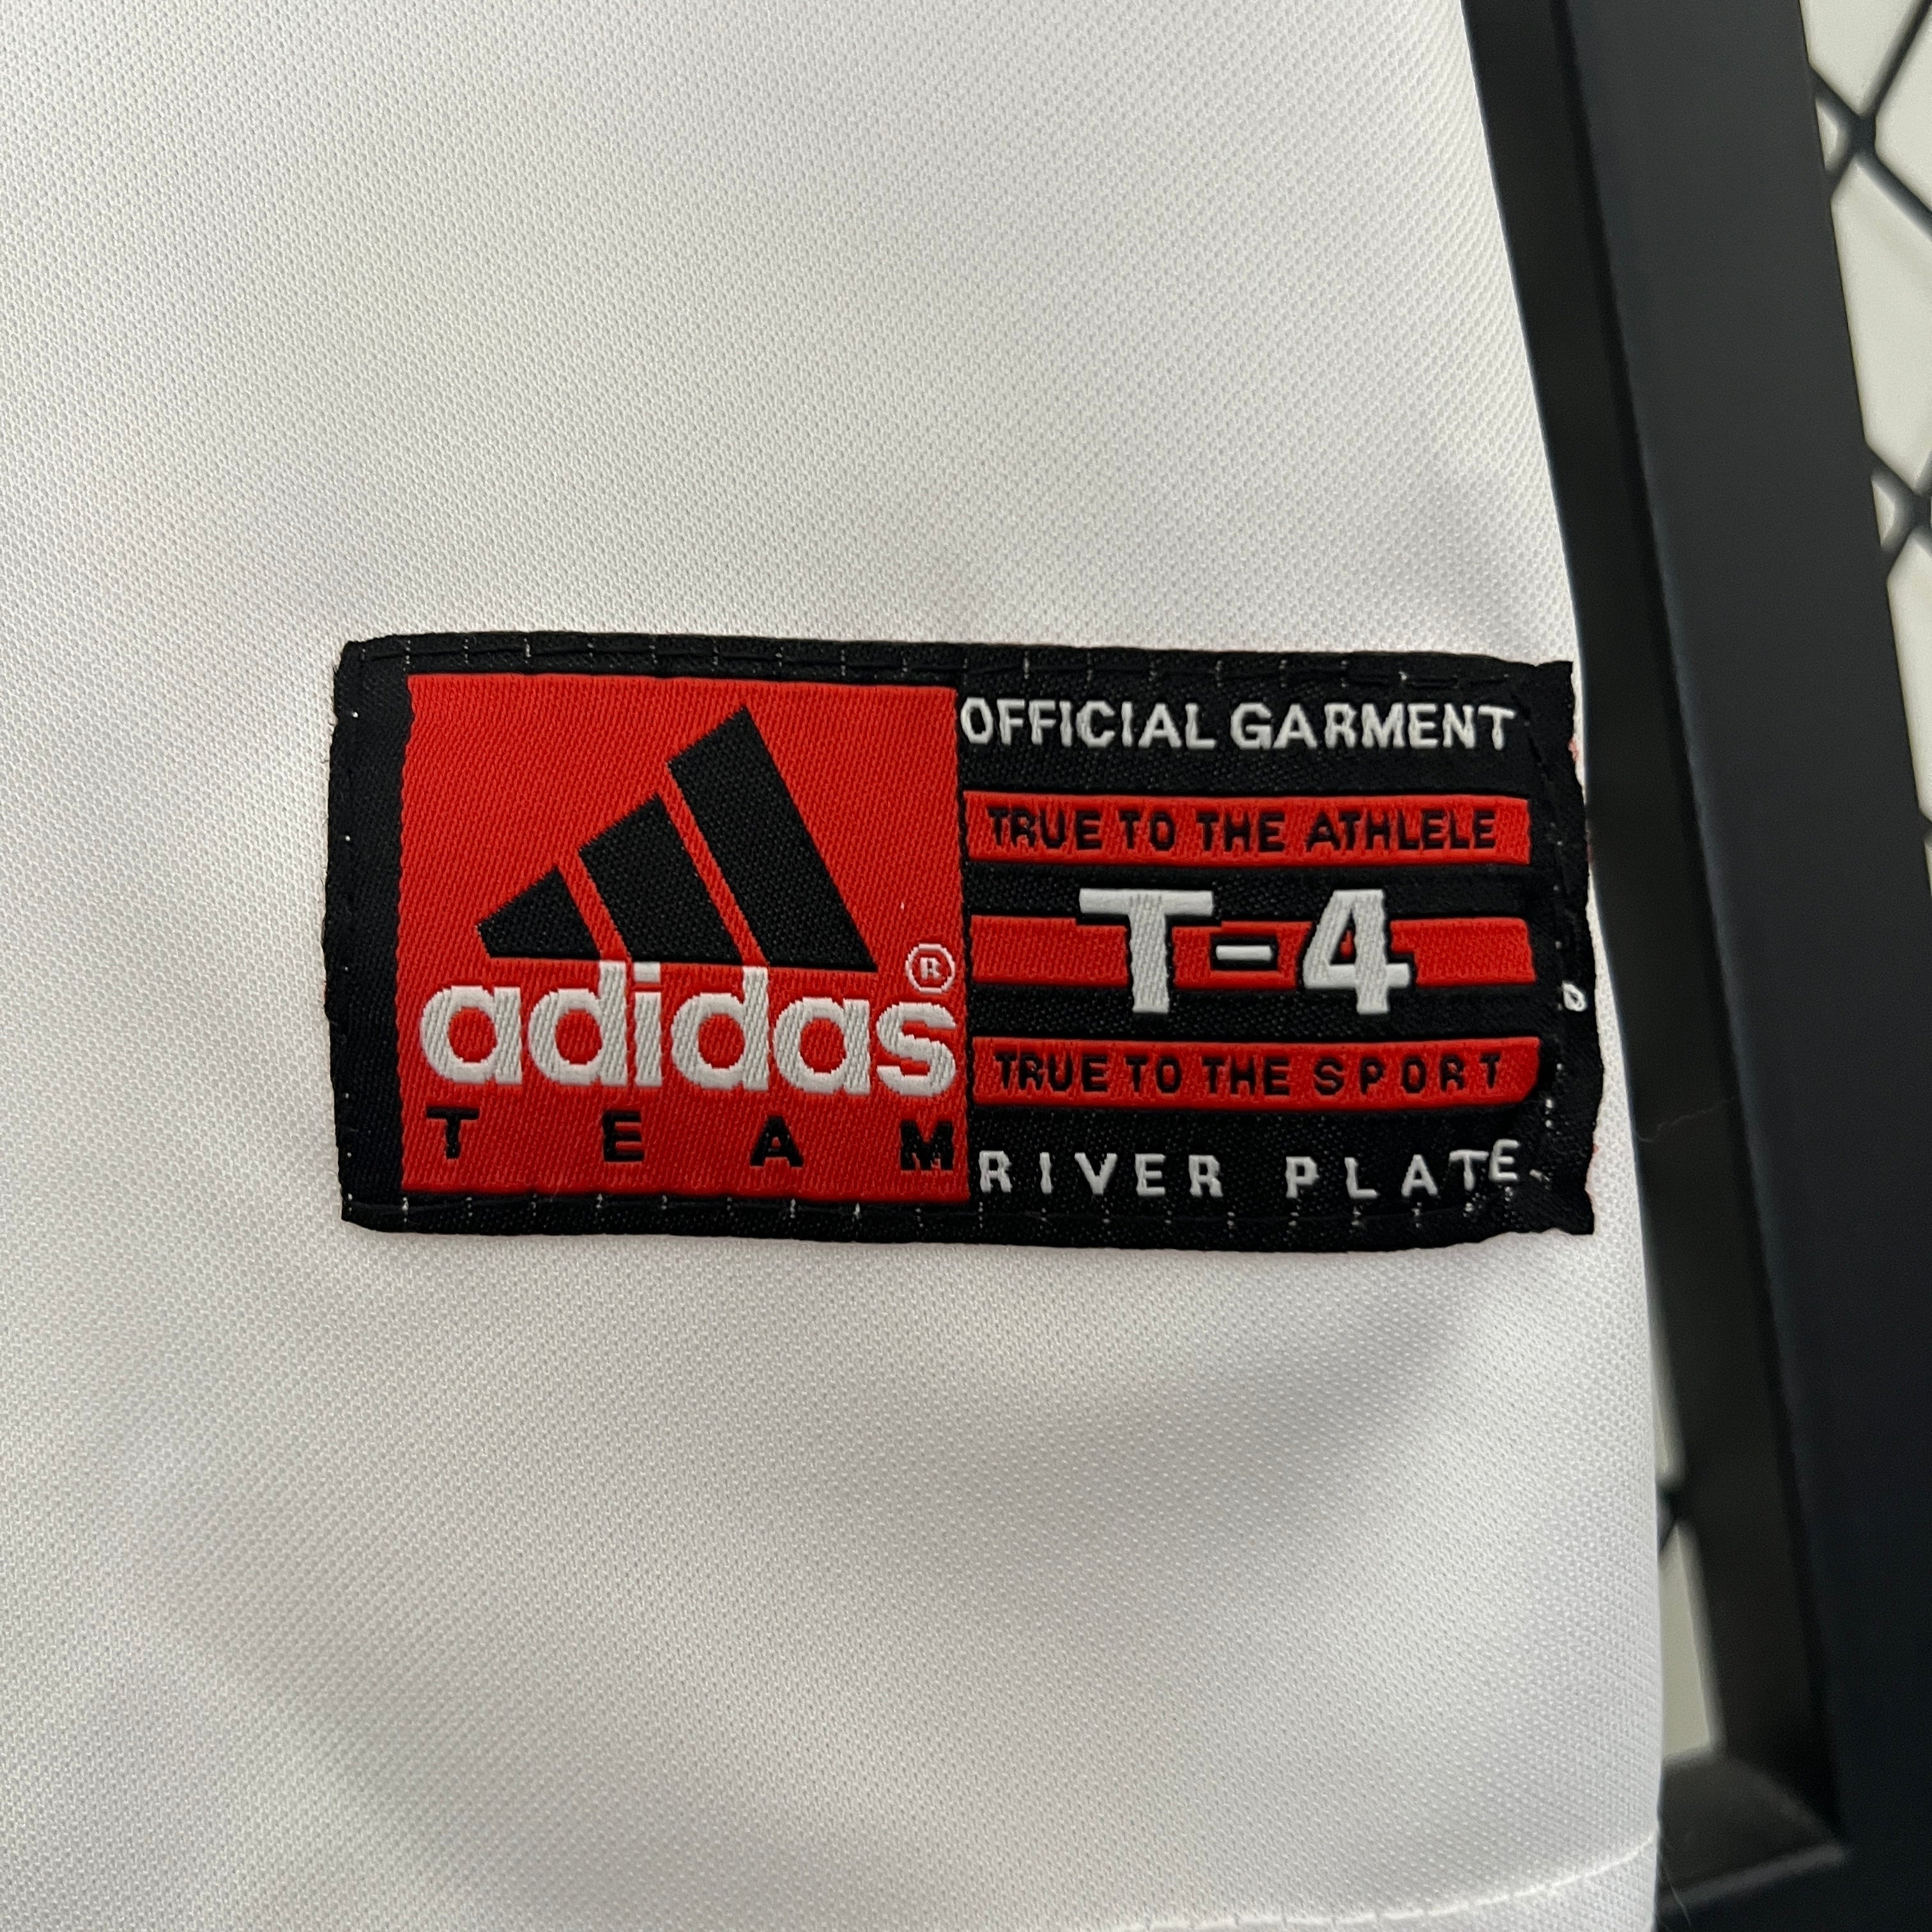 adidas®
TEAM
OFFICIAL GARMENT
TRUE TO THE ATHLELE
T-4
TRUE TO THE SPORT
RIVER PLATE